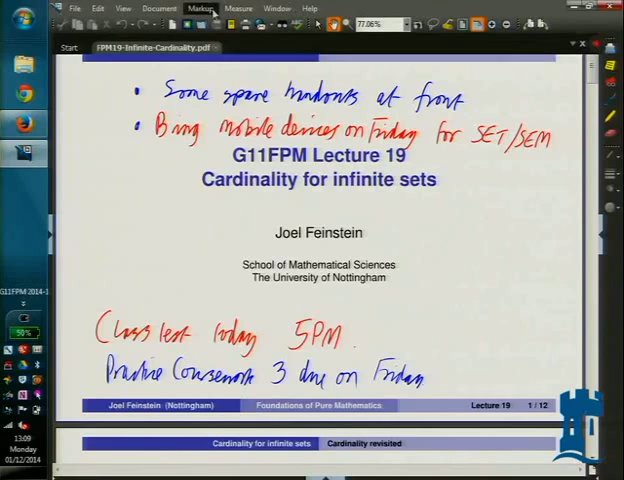 File Edit View Document Markup Measure Window Help
77.06%
Start FPM19-Infinite-Cardinality.pdf
• Some spare handouts at front
• Bring mobile devices on Friday for SET/SEM
G11FPM Lecture 19
Cardinality for infinite sets
Joel Feinstein
School of Mathematical Sciences
The University of Nottingham
G11FPM 2014-1
Class test today 5PM.
50%
Practice Coursework 3 due on Friday
Joel Feinstein (Nottingham) Foundations of Pure Mathematics Lecture 19 1 / 12
13:09
Monday
01/12/2014
Cardinality for infinite sets Cardinality revisited